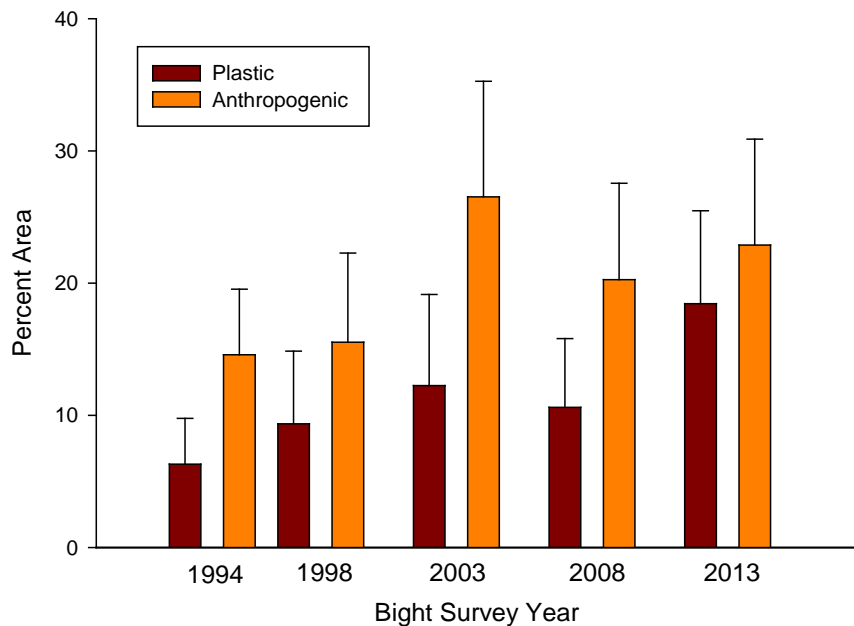 40
30
20
10
0
Percent Area
Plastic
Anthropogenic
1994 1998 2003 2008 2013
Bight Survey Year